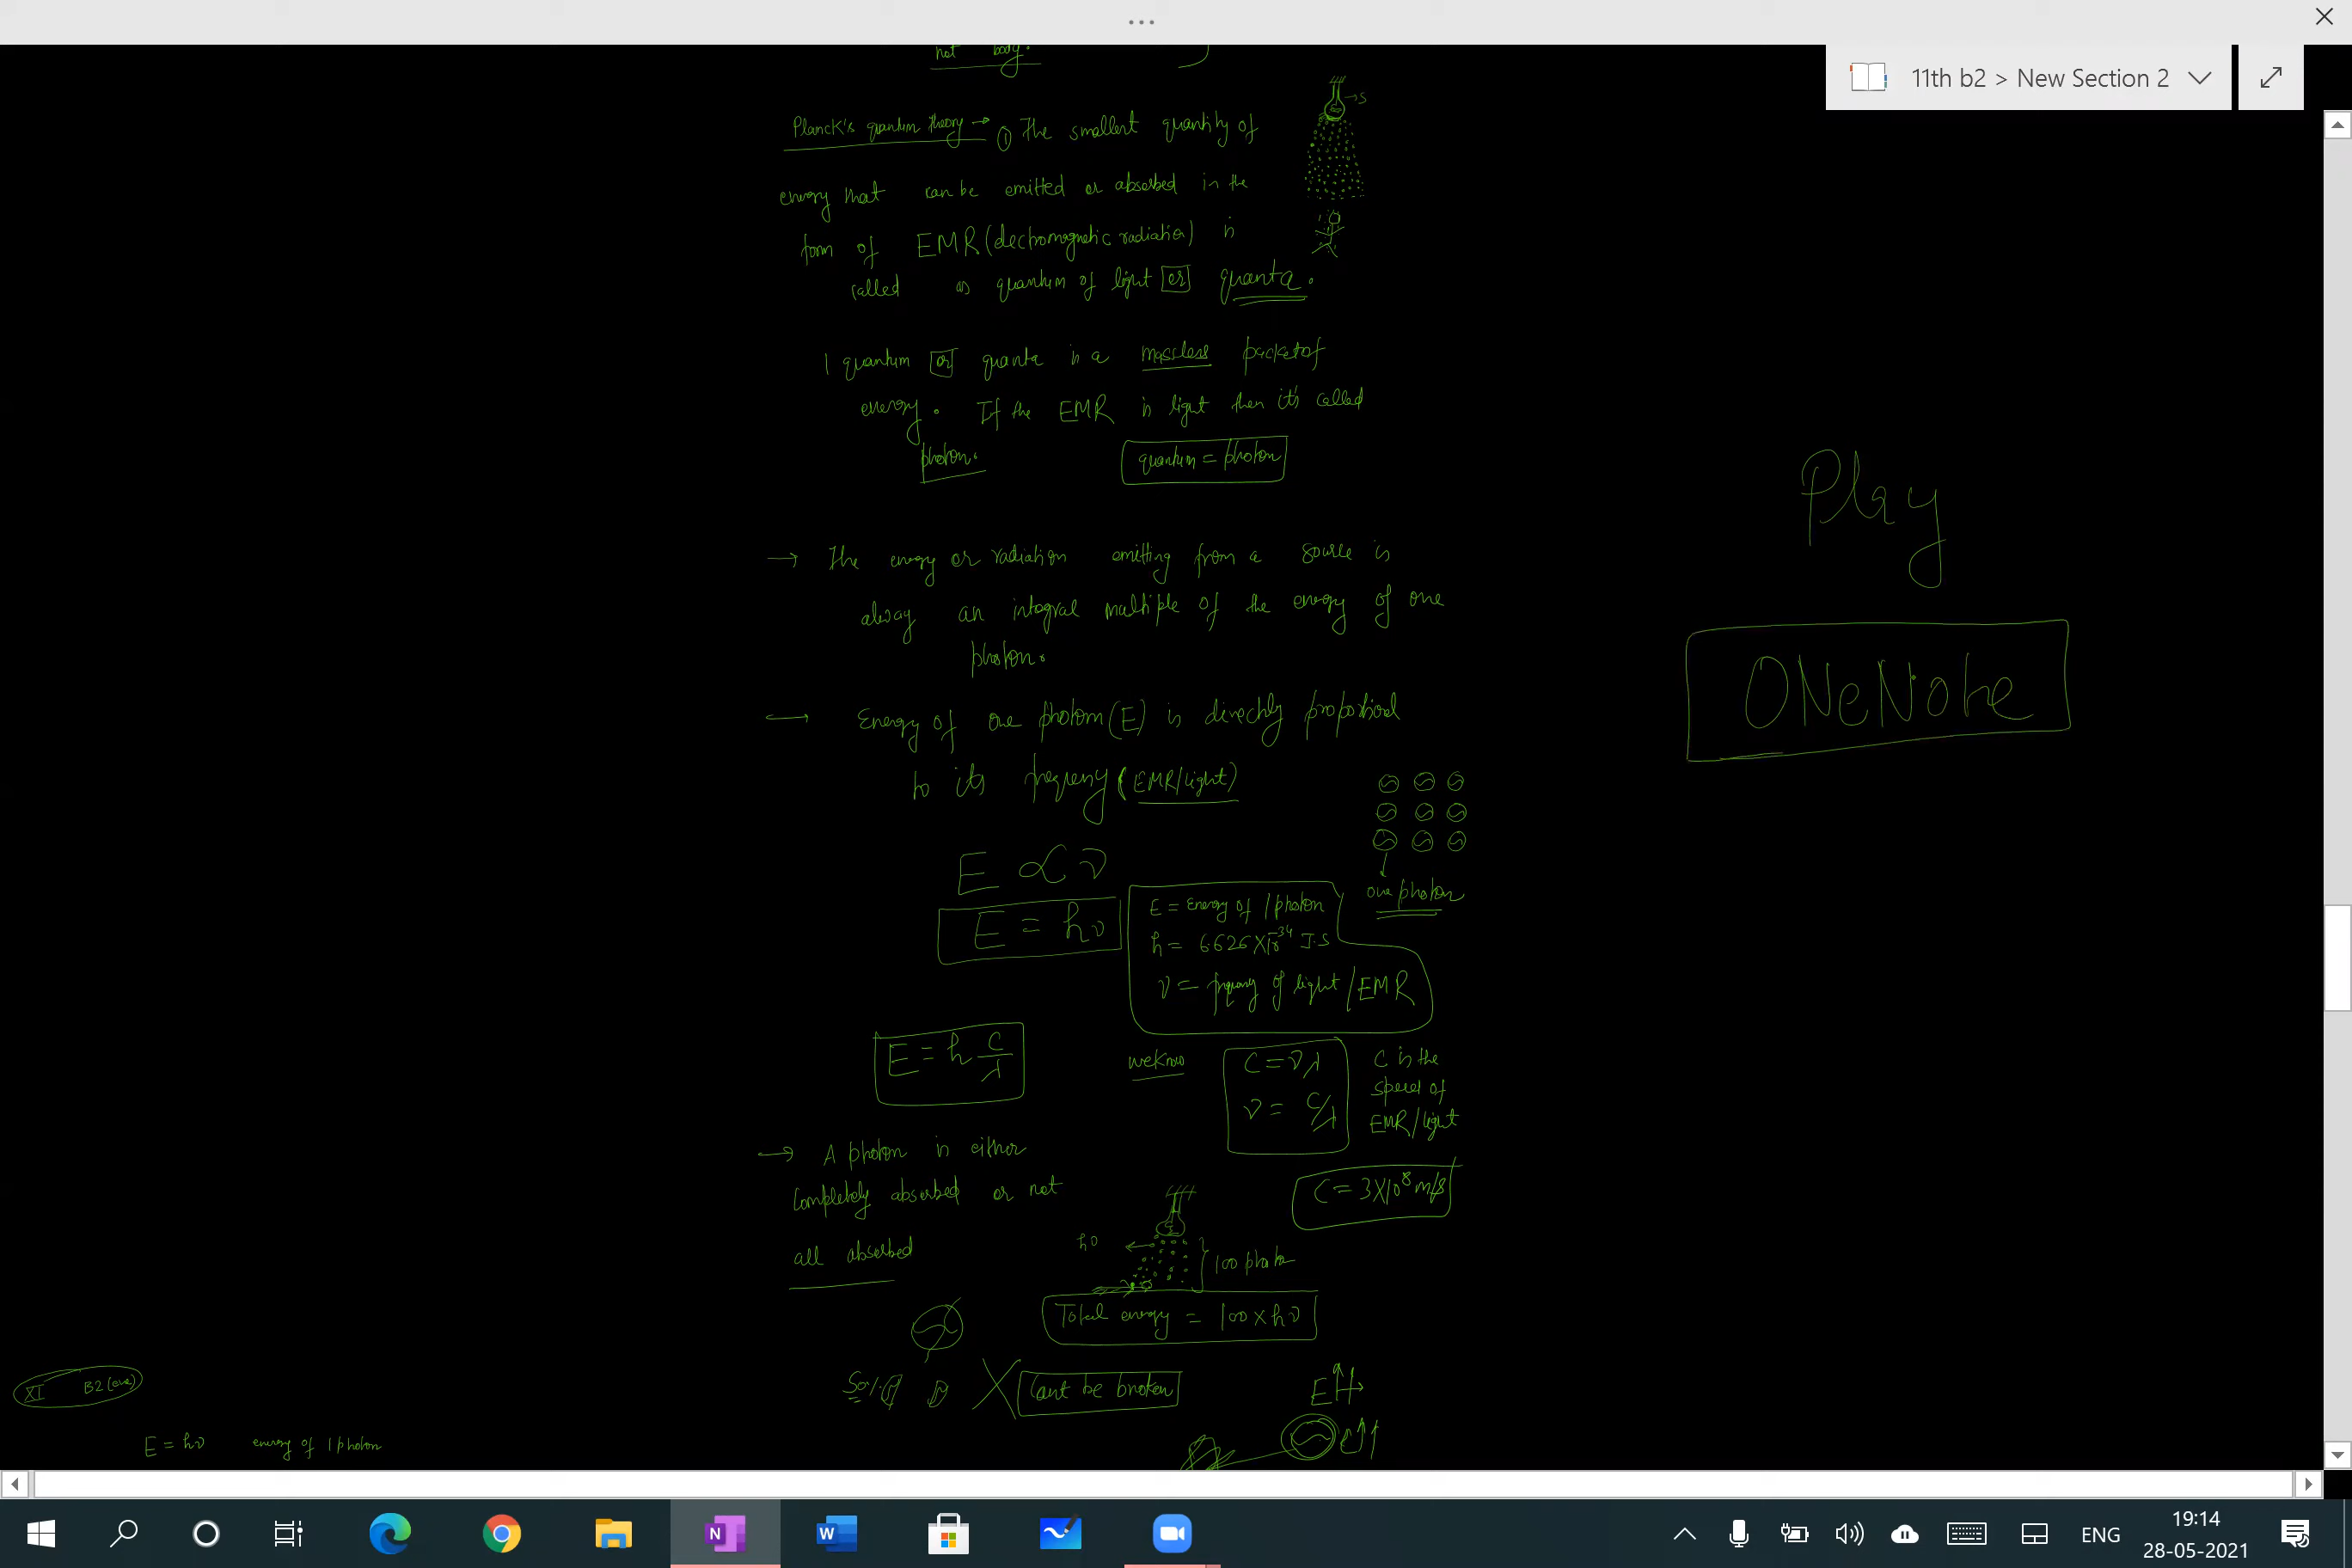 ...
11th b2 > New Section 2
hot body.
Planck's quantum theory → ① The smallest quantity of
energy that can be emitted or absorbed in the
form of EMR (electromagnetic radiation) is
called as quantum of light or quanta.
→ S
1 quantum or quanta is a massless packet of
energy. If the EMR is light then it's called
photon.
quantum = photon
Play
ONeNote
→ The energy or radiation emitting from a source is
alway an integral multiple of the energy of one
photon.
→ Energy of one photom (E) is directly proportional
to its frequency (EMR/light)
E ∝ ν
E = hν
one photon
E = Energy of 1 photon
h = 6.626 × 10⁻³⁴ J.S
ν = frequency of light / EMR
E = h c/λ
we know
C = νλ
ν = c/λ
C is the
speed of
EMR/light
C = 3×10⁸ m/s
→ A photon is either
completely absorbed or not
all absorbed
hν
100 photon
Total energy = 100 × hν
50%
Cant be broken
E
XI B2 (eve)
E = hν energy of 1 photon
ENG
19:14
28-05-2021